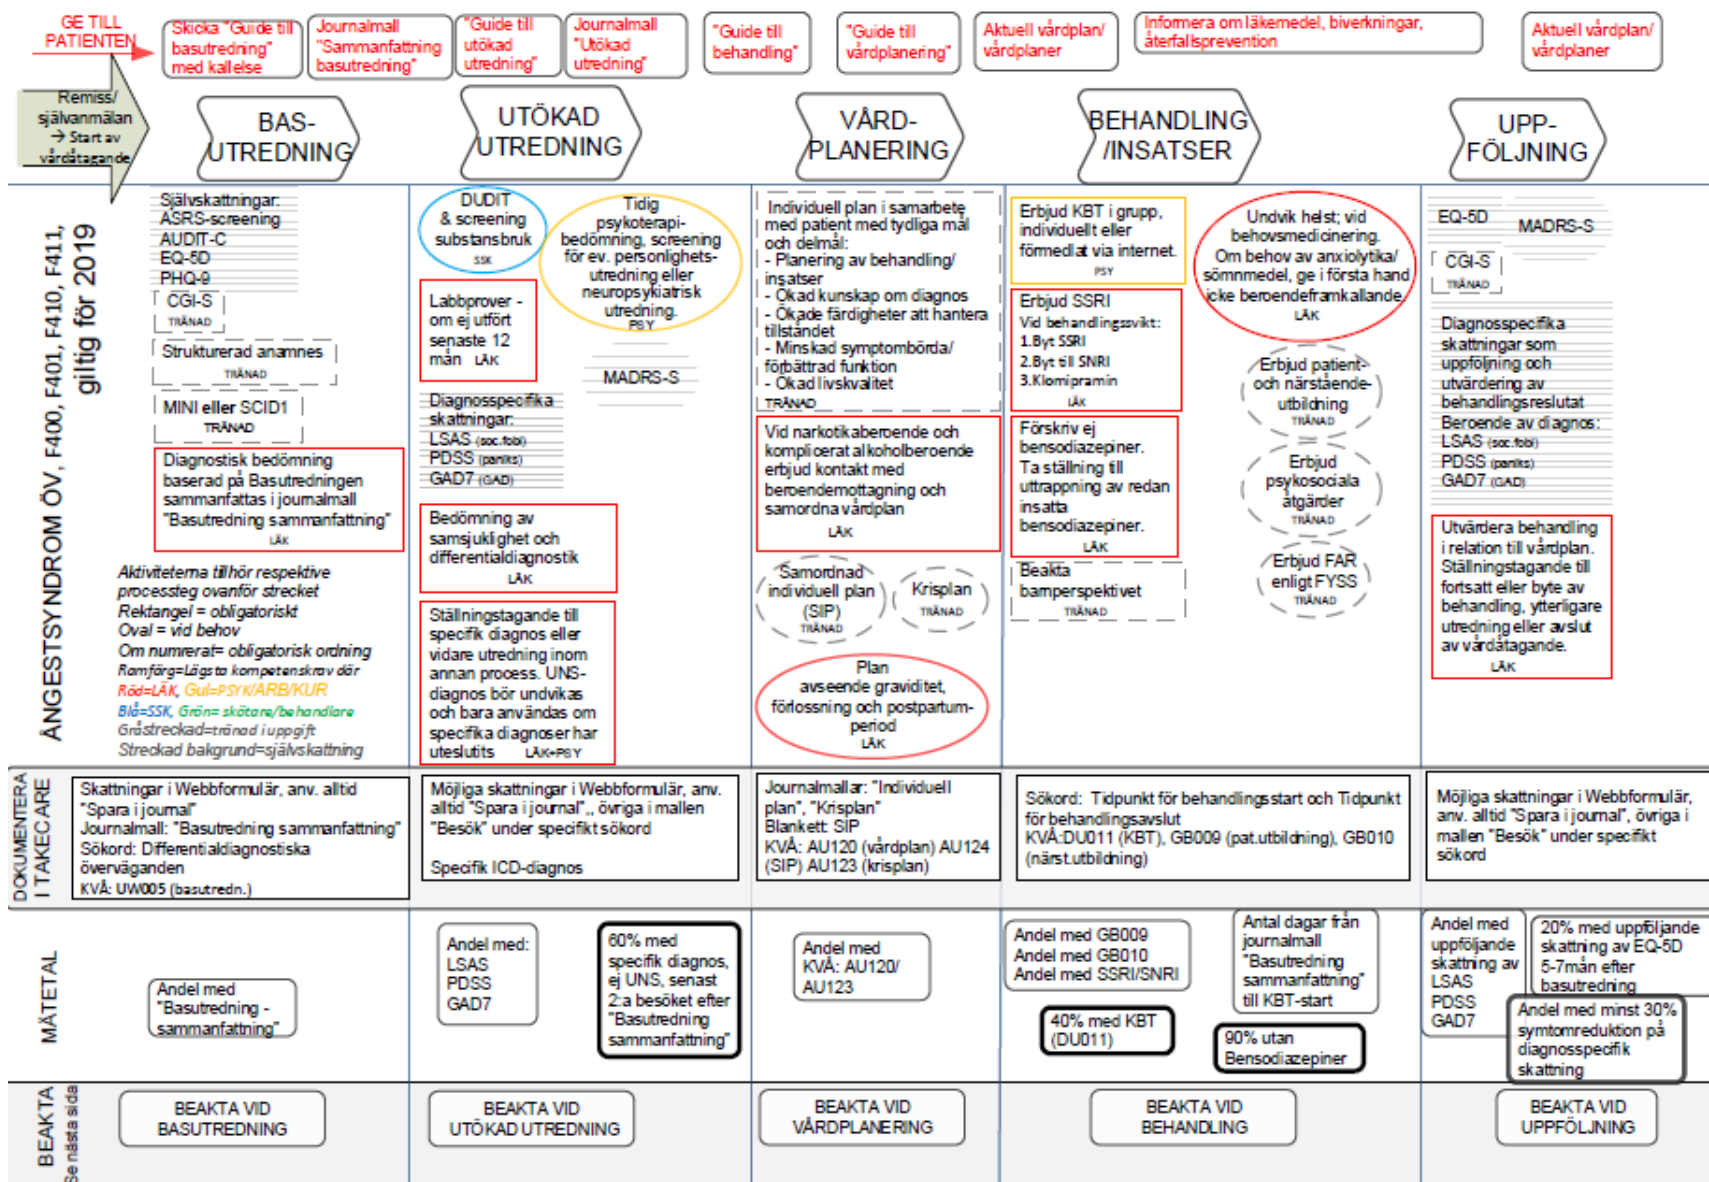 GE TILL
PATIENTEN
Skicka "Guide till
basutredning"
med kallelse
Journalmall
"Sammanfattning
basutredning"
"Guide till
utökad
utredning"
Journalmall
"Utökad
utredning"
"Guide till
behandling"
"Guide till
vårdplanering"
Aktuell vårdplan/
vårdplaner
Informera om läkemedel, biverkningar,
återfallsprevention
Aktuell vårdplan/
vårdplaner
Remiss/
självanmälan
→ Start av
vårdåtagande
BAS-
UTREDNING
UTÖKAD
UTREDNING
VÅRD-
PLANERING
BEHANDLING
/INSATSER
UPP-
FÖLJNING
ÅNGESTSYNDROM ÖV, F400, F401, F410, F411,
giltig för 2019
Självskattningar:
ASRS-screening
AUDIT-C
EQ-5D
PHQ-9
CGI-S
TRÄNAD
Strukturerad anamnes
TRÄNAD
MINI eller SCID1
TRÄNAD
Diagnostisk bedömning
baserad på Basutredningen
sammanfattas i journalmall
"Basutredning sammanfattning"
LÄK
Aktiviteterna tillhör respektive
processteg ovanför strecket
Rektangel = obligatoriskt
Oval = vid behov
Om numrerat= obligatorisk ordning
Ramfärg=Lägsta kompetenskrav där
Röd=LÄK, Gul=PSYK/ARB/KUR
Blå=SSK, Grön= skötare/behandlare
Gråstreckad=tränad i uppgift
Streckad bakgrund=självskattning
DUDIT
& screening
substansbruk
SSK
Tidig
psykoterapi-
bedömning, screening
för ev. personlighets-
utredning eller
neuropsykiatrisk
utredning.
PSY
Labbprover -
om ej utfört
senaste 12
mån LÄK
MADRS-S
Diagnosspecifika
skattningar:
LSAS (soc.fobi)
PDSS (paniks)
GAD7 (GAD)
Bedömning av
samsjuklighet och
differentialdiagnostik
LÄK
Ställningstagande till
specifik diagnos eller
vidare utredning inom
annan process. UNS-
diagnos bör undvikas
och bara användas om
specifika diagnoser har
uteslutits LÄK+PSY
Individuell plan i samarbete
med patient med tydliga mål
och delmål:
- Planering av behandling/
insatser
- Ökad kunskap om diagnos
- Ökade färdigheter att hantera
tillståndet
- Minskad symptombörda/
förbättrad funktion
- Ökad livskvalitet
TRÄNAD
Vid narkotikaberoende och
komplicerat alkoholberoende
erbjud kontakt med
beroendemottagning och
samordna vårdplan
LÄK
Samordnad
individuell plan
(SIP)
TRÄNAD
Krisplan
TRÄNAD
Plan
avseende graviditet,
förlossning och postpartum-
period
LÄK
Erbjud KBT i grupp,
individuellt eller
förmedlat via internet.
PSY
Erbjud SSRI
Vid behandlingssvikt:
1.Byt SSRI
2.Byt till SNRI
3.Klomipramin
LÄK
Förskriv ej
bensodiazepiner.
Ta ställning till
uttrappning av redan
insatta
bensodiazepiner.
LÄK
Beakta
barnperspektivet
TRÄNAD
Undvik helst; vid
behovsmedicinering.
Om behov av anxiolytika/
sömnmedel, ge i första hand
icke beroendeframkallande.
LÄK
Erbjud patient-
och närstående-
utbildning
TRÄNAD
Erbjud
psykosociala
åtgärder
TRÄNAD
Erbjud FAR
enligt FYSS
TRÄNAD
EQ-5D
MADRS-S
CGI-S
TRÄNAD
Diagnosspecifika
skattningar som
uppföljning och
utvärdering av
behandlingsreslutat
Beroende av diagnos:
LSAS (soc.fobi)
PDSS (paniks)
GAD7 (GAD)
Utvärdera behandling
i relation till vårdplan.
Ställningstagande till
fortsatt eller byte av
behandling, ytterligare
utredning eller avslut
av vårdåtagande.
LÄK
DOKUMENTERA
I TAKECARE
Skattningar i Webbformulär, anv. alltid
"Spara i journal"
Journalmall: "Basutredning sammanfattning"
Sökord: Differentialdiagnostiska
överväganden
KVÅ: UW005 (basutredn.)
Möjliga skattningar i Webbformulär, anv.
alltid "Spara i journal",, övriga i mallen
"Besök" under specifikt sökord
Specifik ICD-diagnos
Journalmallar: "Individuell
plan", "Krisplan"
Blankett: SIP
KVÅ: AU120 (vårdplan) AU124
(SIP) AU123 (krisplan)
Sökord: Tidpunkt för behandlingsstart och Tidpunkt
för behandlingsavslut
KVÅ:DU011 (KBT), GB009 (pat.utbildning), GB010
(närst.utbildning)
Möjliga skattningar i Webbformulär,
anv. alltid "Spara i journal", övriga i
mallen "Besök" under specifikt
sökord
MÄTETAL
Andel med
"Basutredning -
sammanfattning"
Andel med:
LSAS
PDSS
GAD7
60% med
specifik diagnos,
ej UNS, senast
2:a besöket efter
"Basutredning
sammanfattning"
Andel med
KVÅ: AU120/
AU123
Andel med GB009
Andel med GB010
Andel med SSRI/SNRI
40% med KBT
(DU011)
Antal dagar från
journalmall
"Basutredning
sammanfattning"
till KBT-start
90% utan
Bensodiazepiner
Andel med
uppföljande
skattning av
LSAS
PDSS
GAD7
20% med uppföljande
skattning av EQ-5D
5-7mån efter
basutredning
Andel med minst 30%
symtomreduktion på
diagnosspecifik
skattning
BEAKTA
Se nästa sida
BEAKTA VID
BASUTREDNING
BEAKTA VID
UTÖKAD UTREDNING
BEAKTA VID
VÅRDPLANERING
BEAKTA VID
BEHANDLING
BEAKTA VID
UPPFÖLJNING